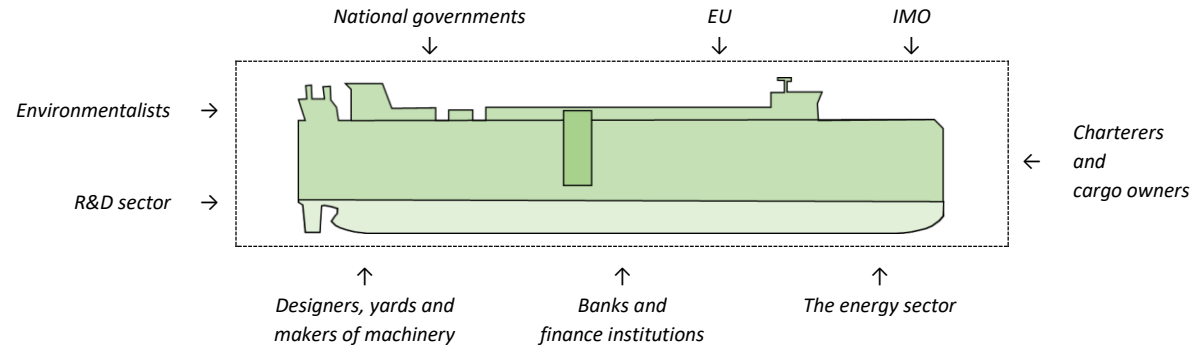 National governments
EU
IMO
Environmentalists
R&D sector
Charterers
and
cargo owners
Designers, yards and
makers of machinery
Banks and
finance institutions
The energy sector